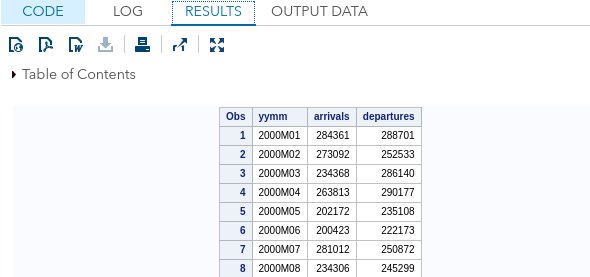 CODE LOG RESULTS OUTPUT DATA
Table of Contents
Obs yymm arrivals departures
1 2000M01 284361 288701
2 2000M02 273092 252533
3 2000M03 234368 286140
4 2000M04 263813 290177
5 2000M05 202172 235108
6 2000M06 200423 222173
7 2000M07 281012 250872
8 2000M08 234306 245299